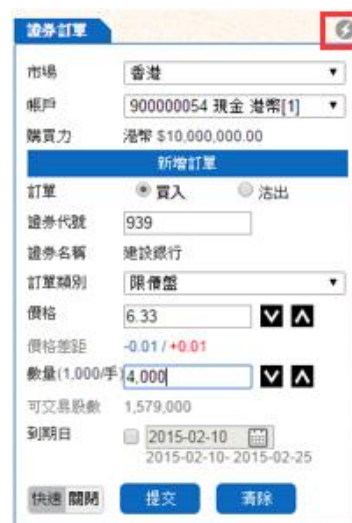 證券訂單
市場 香港
帳戶 900000054 現金 港幣[1]
購買力 港幣 $10,000,000.00
新增訂單
訂單 買入 沽出
證券代號 939
證券名稱 建設銀行
訂單類別 限價盤
價格 6.33
價格差距 -0.01 / +0.01
數量(1,000/手) 4,000
可交易股數 1,579,000
到期日 2015-02-10
2015-02-10- 2015-02-25
快速 關閉 提交 清除